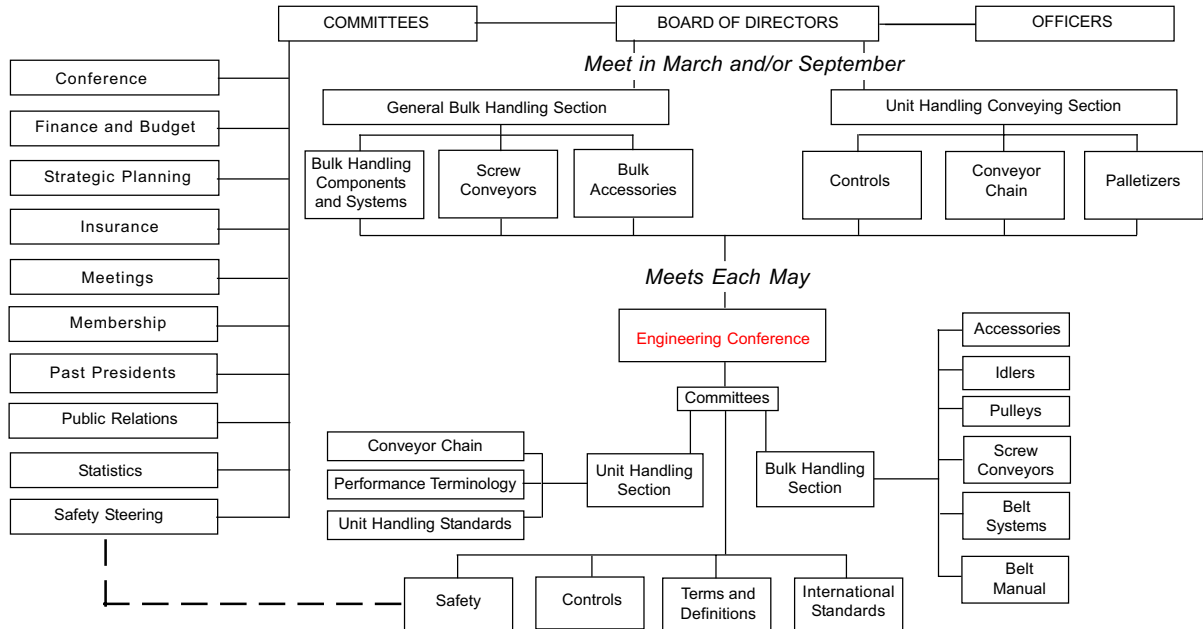 COMMITTEES
BOARD OF DIRECTORS
OFFICERS
Meet in March and/or September
Conference
Finance and Budget
Strategic Planning
Insurance
Meetings
Membership
Past Presidents
Public Relations
Statistics
Safety Steering
General Bulk Handling Section
Bulk Handling
Components
and Systems
Screw
Conveyors
Bulk
Accessories
Unit Handling Conveying Section
Controls
Conveyor
Chain
Palletizers
Meets Each May
Engineering Conference
Committees
Unit Handling
Section
Conveyor Chain
Performance Terminology
Unit Handling Standards
Bulk Handling
Section
Accessories
Idlers
Pulleys
Screw
Conveyors
Belt
Systems
Belt
Manual
Safety
Controls
Terms and
Definitions
International
Standards